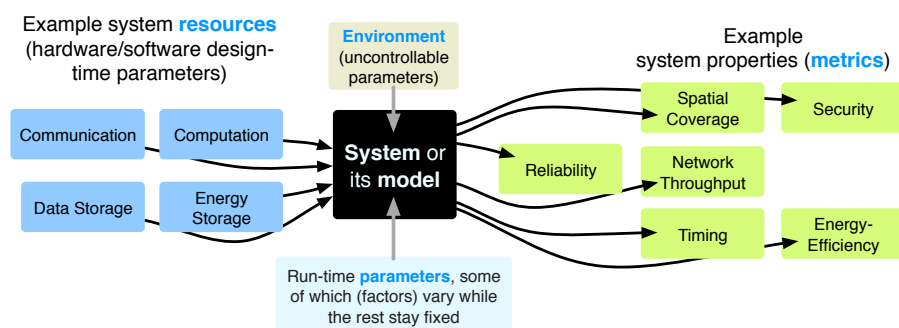 Example system resources
(hardware/software design-
time parameters)
Environment
(uncontrollable
parameters)
Example
system properties (metrics)
Communication
Computation
Data Storage
Energy
Storage
System or
its model
Reliability
Spatial
Coverage
Security
Network
Throughput
Timing
Energy-
Efficiency
Run-time parameters, some
of which (factors) vary while
the rest stay fixed